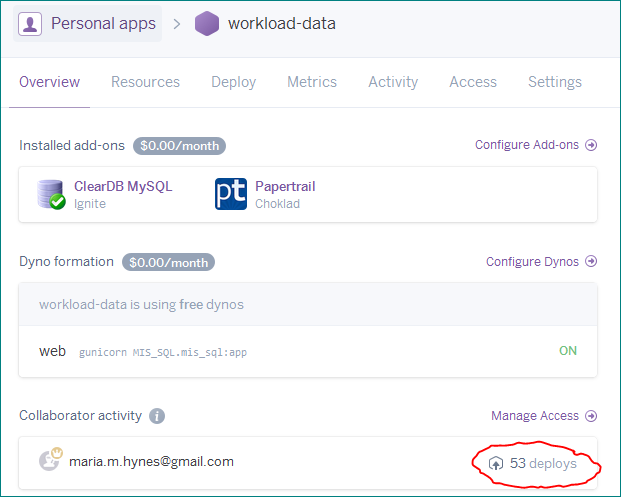 Personal apps > workload-data
Overview Resources Deploy Metrics Activity Access Settings
Installed add-ons $0.00/month Configure Add-ons
ClearDB MySQL pt Papertrail
Ignite Choklad
Dyno formation $0.00/month Configure Dynos
workload-data is using free dynos
web gunicorn MIS_SQL.mis_sql:app ON
Collaborator activity i Manage Access
maria.m.hynes@gmail.com 53 deploys